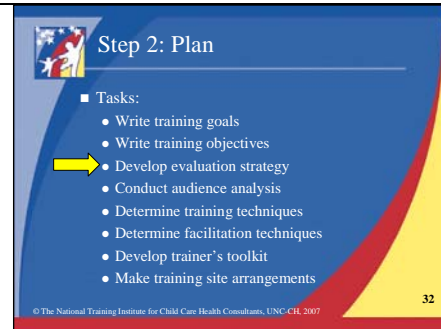 Step 2: Plan
Tasks:
Write training goals
Write training objectives
Develop evaluation strategy
Conduct audience analysis
Determine training techniques
Determine facilitation techniques
Develop trainer's toolkit
Make training site arrangements
32
© The National Training Institute for Child Care Health Consultants, UNC-CH, 2007